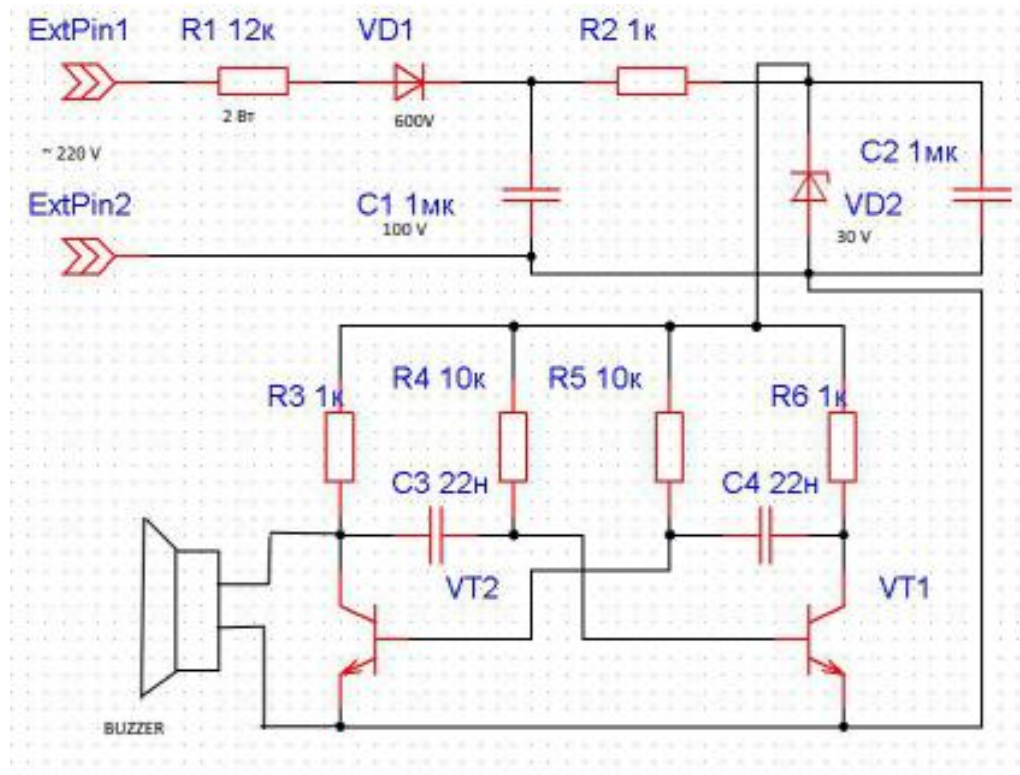 ExtPin1 R1 12к VD1 R2 1к
2 Вт 600V
~ 220 V
C2 1мк
ExtPin2 C1 1мк VD2
100 V 30 V
R4 10к R5 10к
R3 1к R6 1к
C3 22н C4 22н
VT2 VT1
BUZZER